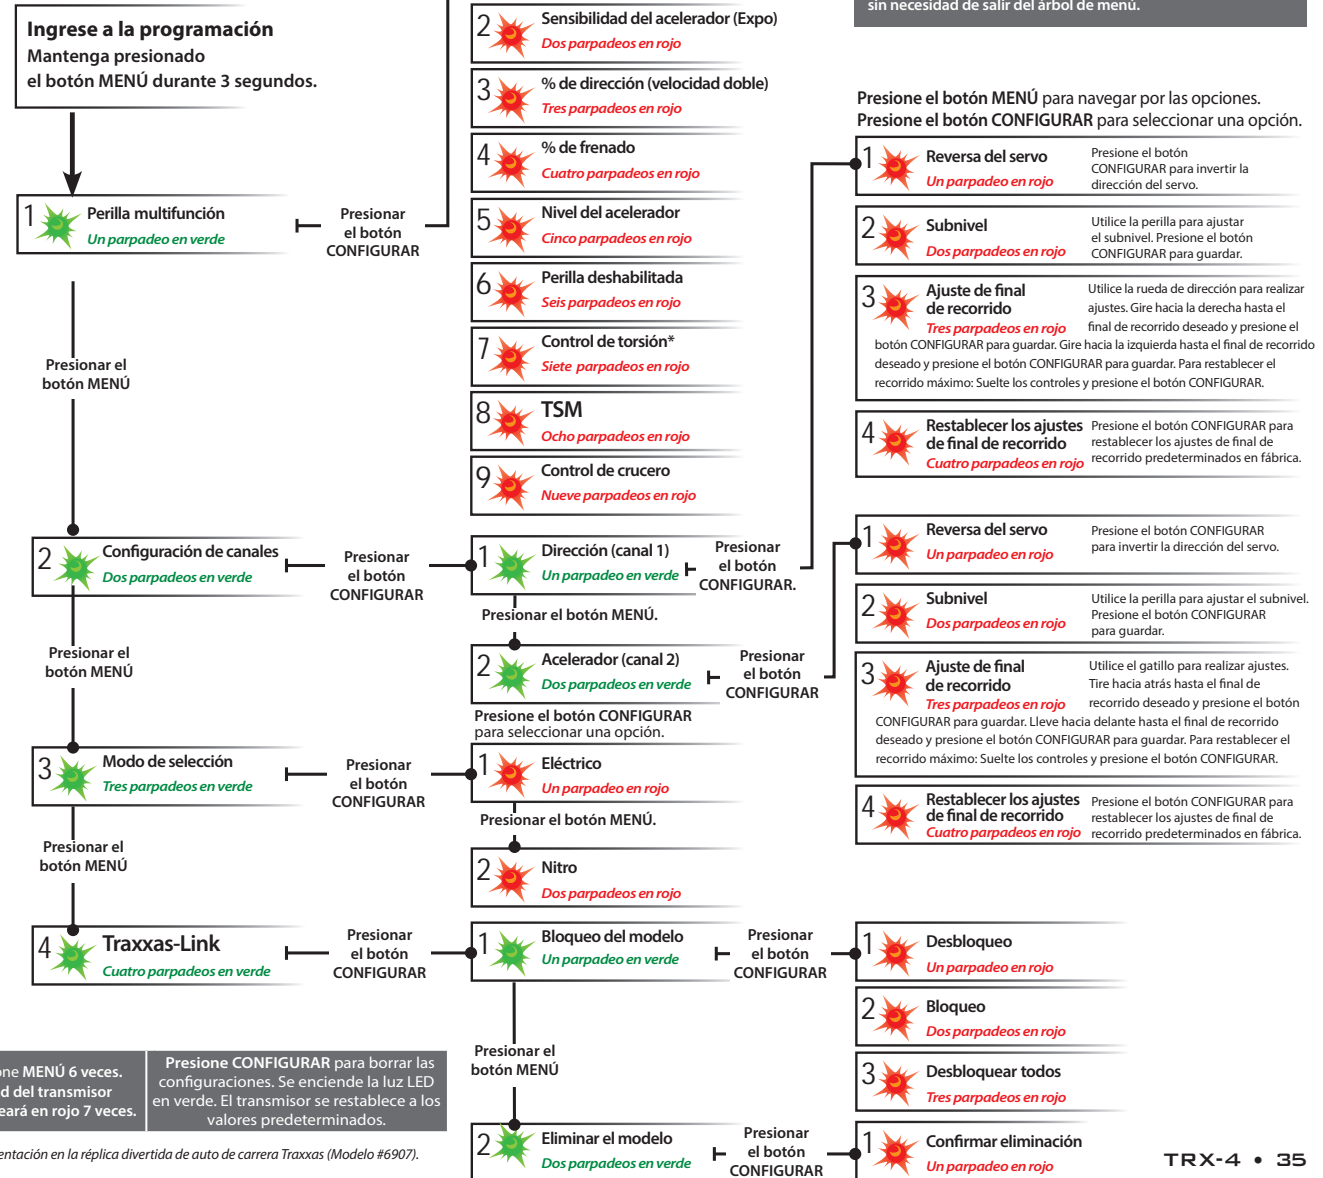 sin necesidad de salir del árbol de menú.
Ingrese a la programación
Mantenga presionado
el botón MENÚ durante 3 segundos.
1
Perilla multifunción
Un parpadeo en verde
Presionar
el botón
CONFIGURAR
2
Sensibilidad del acelerador (Expo)
Dos parpadeos en rojo
3
% de dirección (velocidad doble)
Tres parpadeos en rojo
4
% de frenado
Cuatro parpadeos en rojo
5
Nivel del acelerador
Cinco parpadeos en rojo
6
Perilla deshabilitada
Seis parpadeos en rojo
7
Control de torsión*
Siete parpadeos en rojo
8
TSM
Ocho parpadeos en rojo
9
Control de crucero
Nueve parpadeos en rojo
Presionar el
botón MENÚ
2
Configuración de canales
Dos parpadeos en verde
Presionar
el botón
CONFIGURAR
1
Dirección (canal 1)
Un parpadeo en verde
Presionar
el botón
CONFIGURAR.
Presionar el botón MENÚ.
2
Acelerador (canal 2)
Dos parpadeos en verde
Presionar
el botón
CONFIGURAR
Presione el botón MENÚ para navegar por las opciones.
Presione el botón CONFIGURAR para seleccionar una opción.
1
Reversa del servo
Un parpadeo en rojo
Presione el botón
CONFIGURAR para invertir la
dirección del servo.
2
Subnivel
Dos parpadeos en rojo
Utilice la perilla para ajustar
el subnivel. Presione el botón
CONFIGURAR para guardar.
3
Ajuste de final
de recorrido
Tres parpadeos en rojo
Utilice la rueda de dirección para realizar
ajustes. Gire hacia la derecha hasta el
final de recorrido deseado y presione el
botón CONFIGURAR para guardar. Gire hacia la izquierda hasta el final de recorrido
deseado y presione el botón CONFIGURAR para guardar. Para restablecer el
recorrido máximo: Suelte los controles y presione el botón CONFIGURAR.
4
Restablecer los ajustes
de final de recorrido
Cuatro parpadeos en rojo
Presione el botón CONFIGURAR para
restablecer los ajustes de final de
recorrido predeterminados en fábrica.
1
Reversa del servo
Un parpadeo en rojo
Presione el botón CONFIGURAR
para invertir la dirección del servo.
2
Subnivel
Dos parpadeos en rojo
Utilice la perilla para ajustar el subnivel.
Presione el botón CONFIGURAR
para guardar.
3
Ajuste de final
de recorrido
Tres parpadeos en rojo
Utilice el gatillo para realizar ajustes.
Tire hacia atrás hasta el final de
recorrido deseado y presione el botón
CONFIGURAR para guardar. Lleve hacia delante hasta el final de recorrido
deseado y presione el botón CONFIGURAR para guardar. Para restablecer el
recorrido máximo: Suelte los controles y presione el botón CONFIGURAR.
4
Restablecer los ajustes
de final de recorrido
Cuatro parpadeos en rojo
Presione el botón CONFIGURAR para
restablecer los ajustes de final de
recorrido predeterminados en fábrica.
Presionar el
botón MENÚ
3
Modo de selección
Tres parpadeos en verde
Presionar
el botón
CONFIGURAR
Presione el botón CONFIGURAR
para seleccionar una opción.
1
Eléctrico
Un parpadeo en rojo
Presionar el botón MENÚ.
2
Nitro
Dos parpadeos en rojo
Presionar el
botón MENÚ
4
Traxxas-Link
Cuatro parpadeos en verde
Presionar
el botón
CONFIGURAR
1
Bloqueo del modelo
Un parpadeo en verde
Presionar
el botón
CONFIGURAR
1
Desbloqueo
Un parpadeo en rojo
2
Bloqueo
Dos parpadeos en rojo
3
Desbloquear todos
Tres parpadeos en rojo
Presionar el
botón MENÚ
2
Eliminar el modelo
Dos parpadeos en verde
Presionar
el botón
CONFIGURAR
1
Confirmar eliminación
Un parpadeo en rojo
one MENÚ 6 veces.
d del transmisor
eará en rojo 7 veces.
Presione CONFIGURAR para borrar las
configuraciones. Se enciende la luz LED
en verde. El transmisor se restablece a los
valores predeterminados.
entación en la réplica divertida de auto de carrera Traxxas (Modelo #6907).
TRX-4 • 35